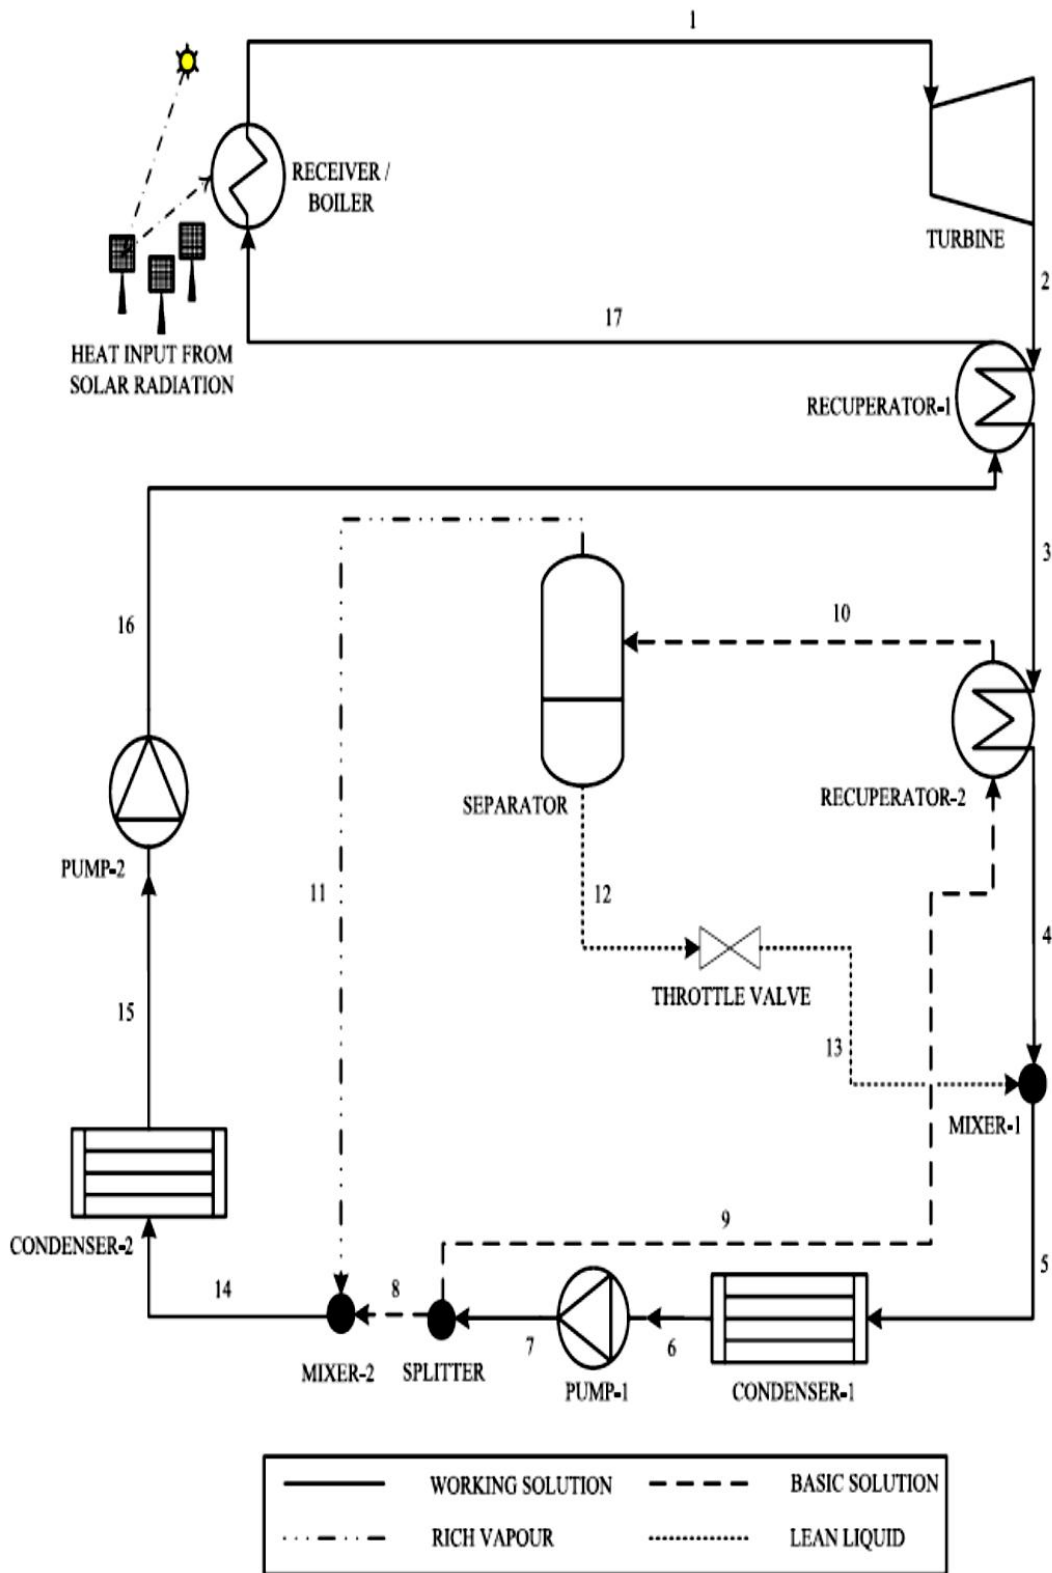 1
RECEIVER /
BOILER
TURBINE
2
17
HEAT INPUT FROM
SOLAR RADIATION
RECUPERATOR-1
3
16
10
SEPARATOR
RECUPERATOR-2
PUMP-2
11
12
4
THROTTLE VALVE
15
13
MIXER-1
9
CONDENSER-2
5
14
8
7
6
MIXER-2
SPLITTER
PUMP-1
CONDENSER-1
WORKING SOLUTION
BASIC SOLUTION
RICH VAPOUR
LEAN LIQUID